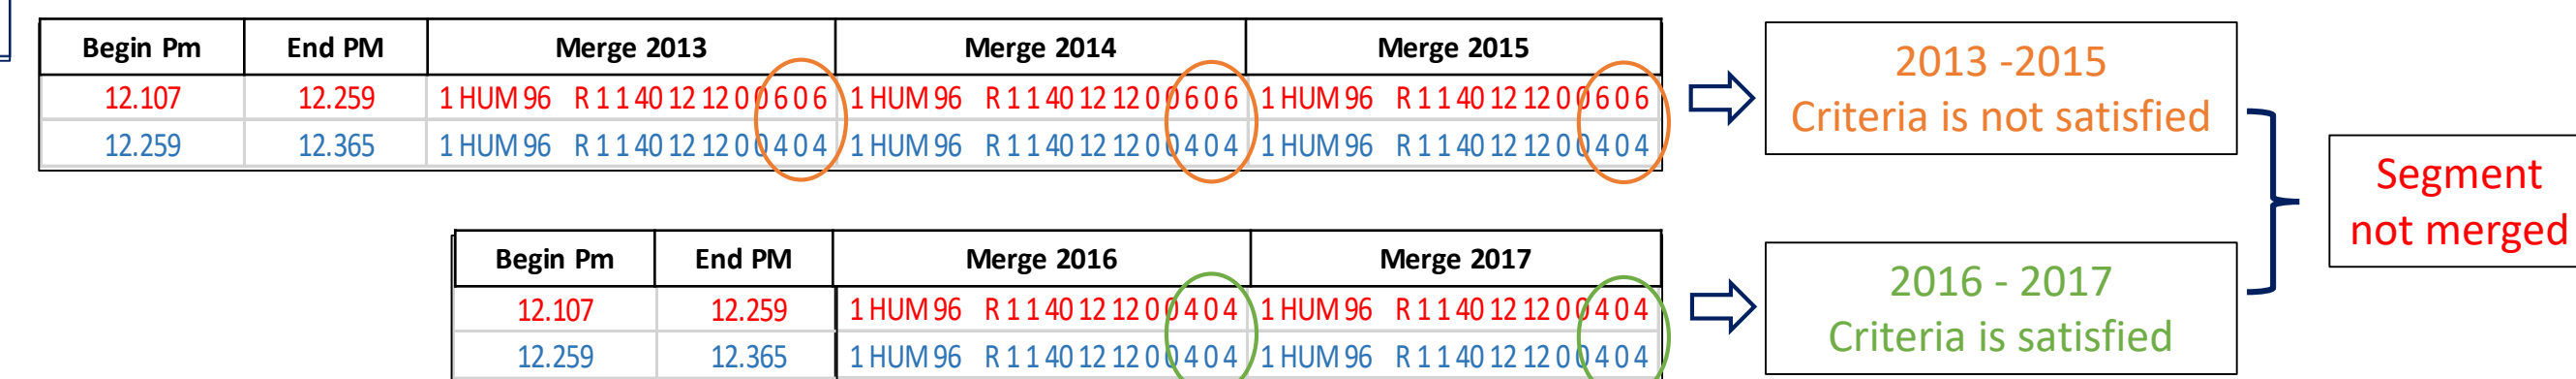 Begin Pm End PM Merge 2013 Merge 2014 Merge 2015
12.107 12.259 1 HUM 96 R 1 1 40 12 12 0 0 6 0 6 1 HUM 96 R 1 1 40 12 12 0 0 6 0 6 1 HUM 96 R 1 1 40 12 12 0 0 6 0 6
12.259 12.365 1 HUM 96 R 1 1 40 12 12 0 0 4 0 4 1 HUM 96 R 1 1 40 12 12 0 0 4 0 4 1 HUM 96 R 1 1 40 12 12 0 0 4 0 4
2013 -2015
Criteria is not satisfied
Begin Pm End PM Merge 2016 Merge 2017
12.107 12.259 1 HUM 96 R 1 1 40 12 12 0 0 4 0 4 1 HUM 96 R 1 1 40 12 12 0 0 4 0 4
12.259 12.365 1 HUM 96 R 1 1 40 12 12 0 0 4 0 4 1 HUM 96 R 1 1 40 12 12 0 0 4 0 4
2016 - 2017
Criteria is satisfied
Segment
not merged